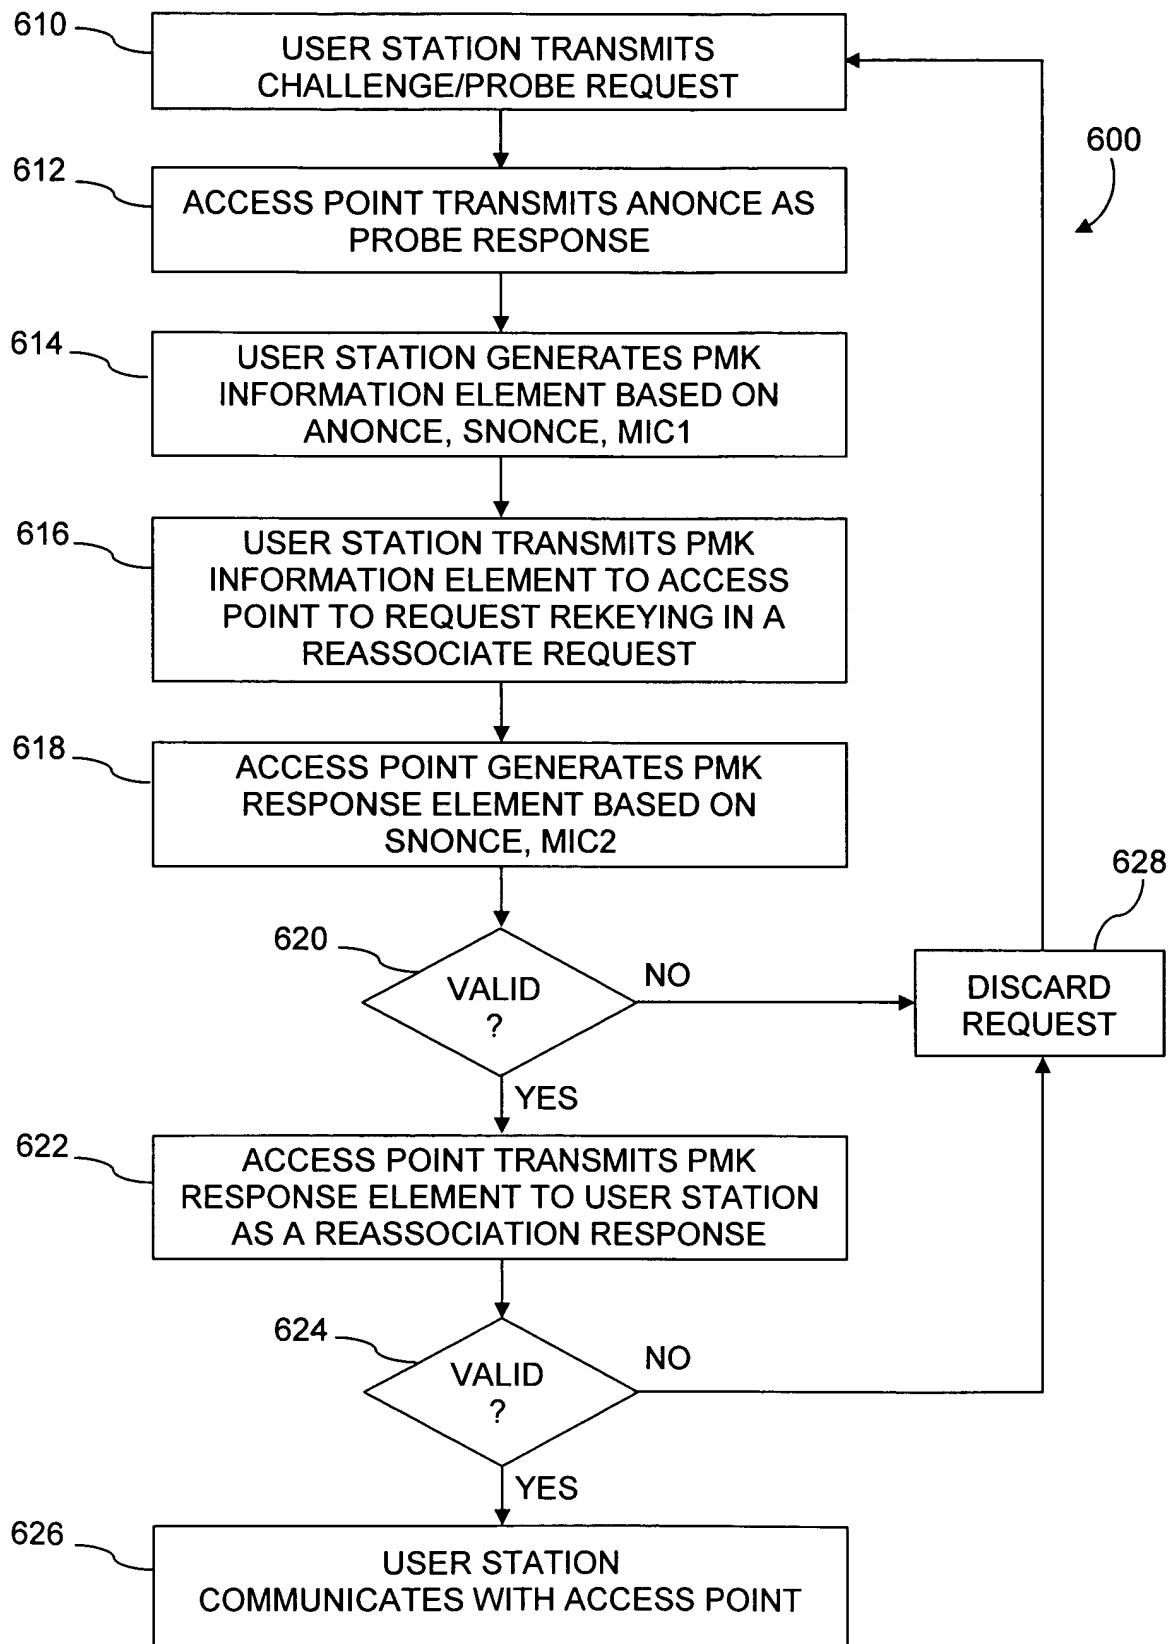 610
USER STATION TRANSMITS
CHALLENGE/PROBE REQUEST
600
612
ACCESS POINT TRANSMITS ANONCE AS
PROBE RESPONSE
614
USER STATION GENERATES PMK
INFORMATION ELEMENT BASED ON
ANONCE, SNONCE, MIC1
616
USER STATION TRANSMITS PMK
INFORMATION ELEMENT TO ACCESS
POINT TO REQUEST REKEYING IN A
REASSOCIATE REQUEST
618
ACCESS POINT GENERATES PMK
RESPONSE ELEMENT BASED ON
SNONCE, MIC2
620
VALID
?
NO
628
DISCARD
REQUEST
YES
622
ACCESS POINT TRANSMITS PMK
RESPONSE ELEMENT TO USER STATION
AS A REASSOCIATION RESPONSE
624
VALID
?
NO
YES
626
USER STATION
COMMUNICATES WITH ACCESS POINT